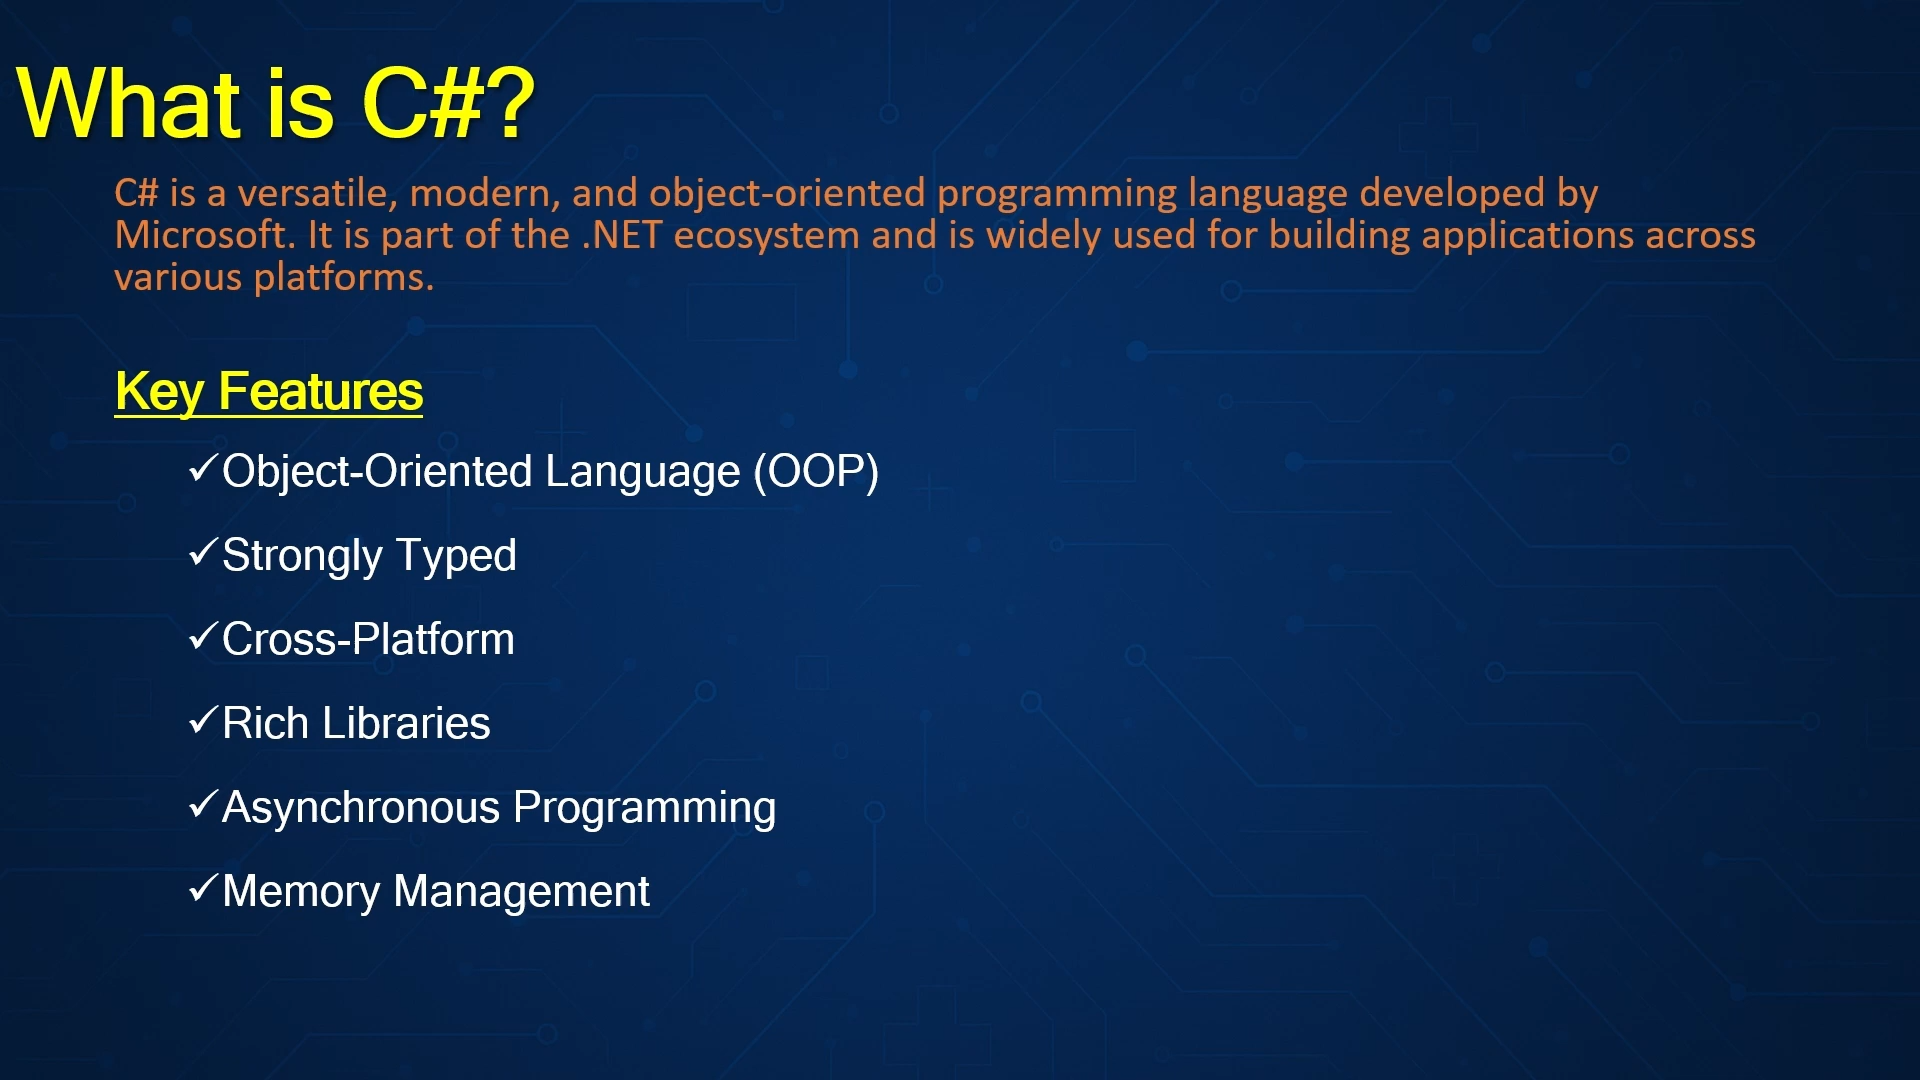 What is C#?
C# is a versatile, modern, and object-oriented programming language developed by
Microsoft. It is part of the .NET ecosystem and is widely used for building applications across
various platforms.
Key Features
✓Object-Oriented Language (OOP)
✓Strongly Typed
✓Cross-Platform
✓Rich Libraries
✓Asynchronous Programming
✓Memory Management